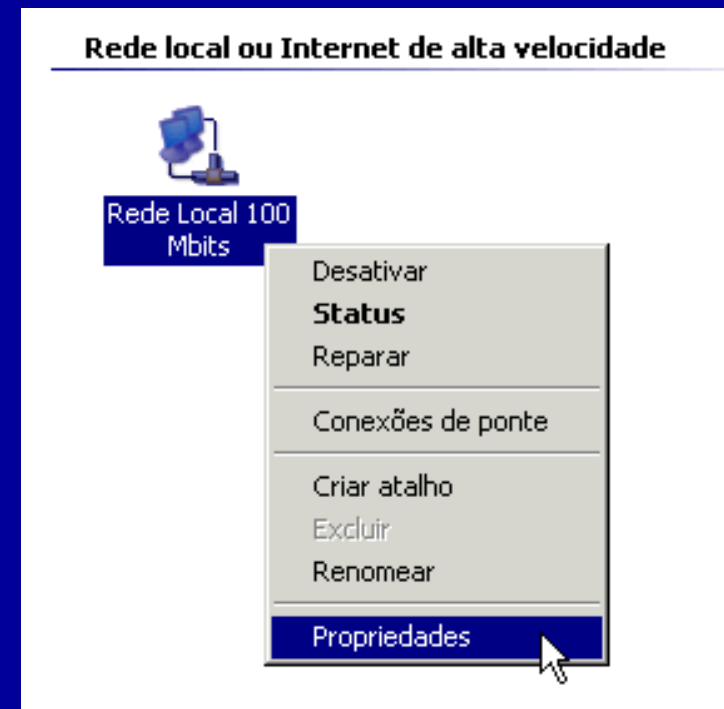 Rede local ou Internet de alta velocidade
Rede Local 100
Mbits
Desativar
Status
Reparar
Conexões de ponte
Criar atalho
Excluir
Renomear
Propriedades